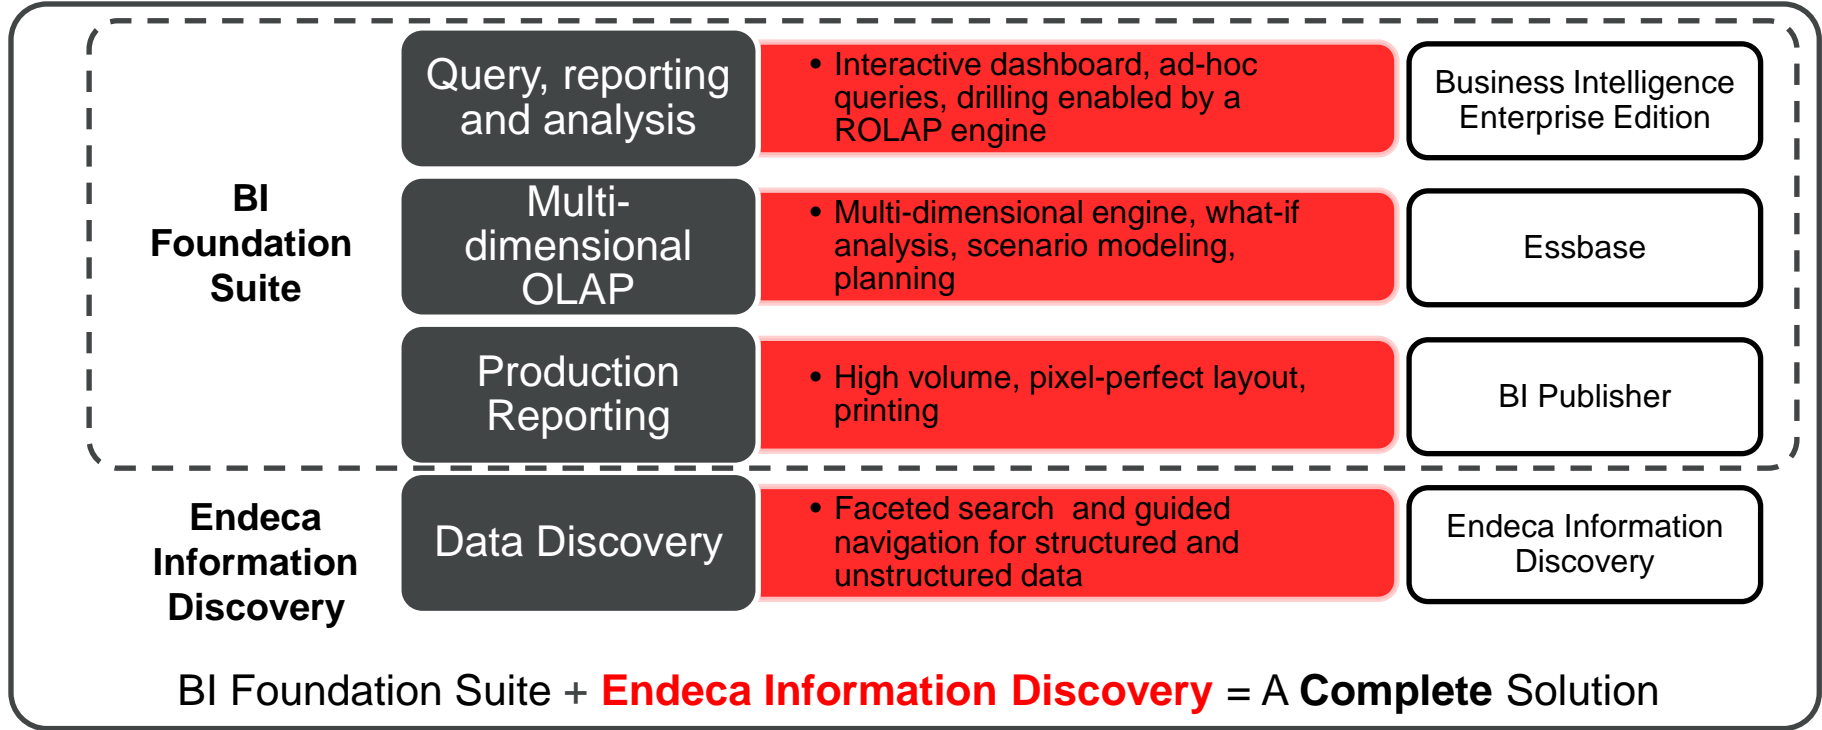 BI
Foundation
Suite
Query, reporting
and analysis
• Interactive dashboard, ad-hoc
queries, drilling enabled by a
ROLAP engine
Business Intelligence
Enterprise Edition
Multi-
dimensional
OLAP
• Multi-dimensional engine, what-if
analysis, scenario modeling,
planning
Essbase
Production
Reporting
• High volume, pixel-perfect layout,
printing
BI Publisher
Endeca
Information
Discovery
Data Discovery
• Faceted search and guided
navigation for structured and
unstructured data
Endeca Information
Discovery
BI Foundation Suite + Endeca Information Discovery = A Complete Solution